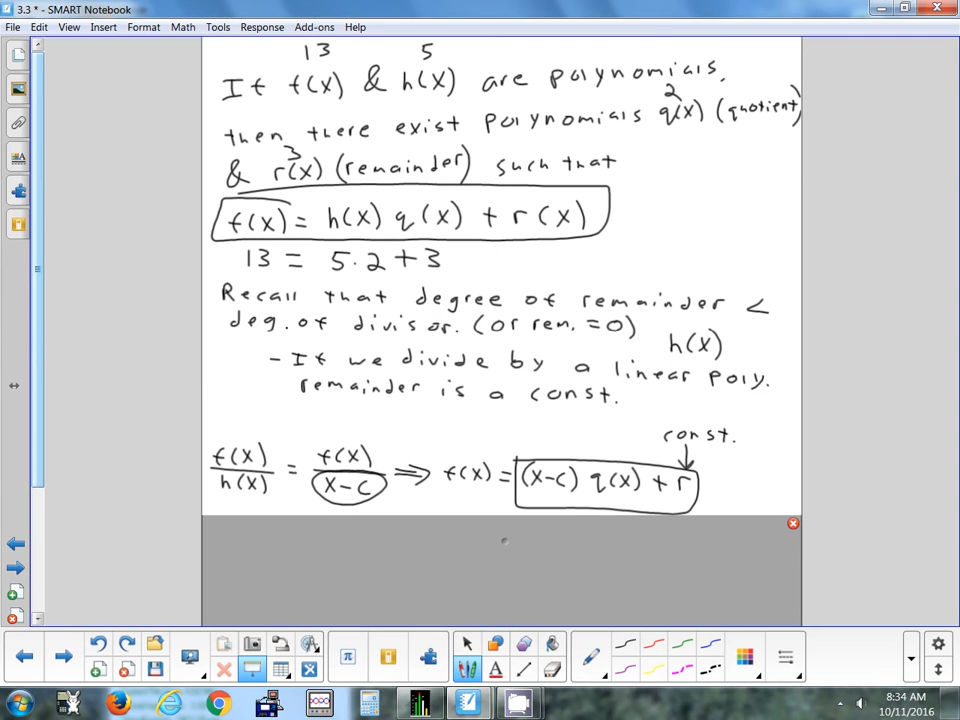 3.3 * - SMART Notebook
File Edit View Insert Format Math Tools Response Add-ons Help
13 5
If f(x) & h(x) are polynomials,
2
then there exist polynomials q(x) (quotient)
3
& r(x) (remainder) such that
f(x) = h(x) q(x) + r(x)
13 = 5·2+3
Recall that degree of remainder <
deg. of divisor. (or rem. = 0)
h(x)
- If we divide by a linear poly.
remainder is a const.
const.
f(x)/h(x) = f(x)/x-c ⇒ f(x) = (x-c) q(x) + r
π
A
8:34 AM
10/11/2016